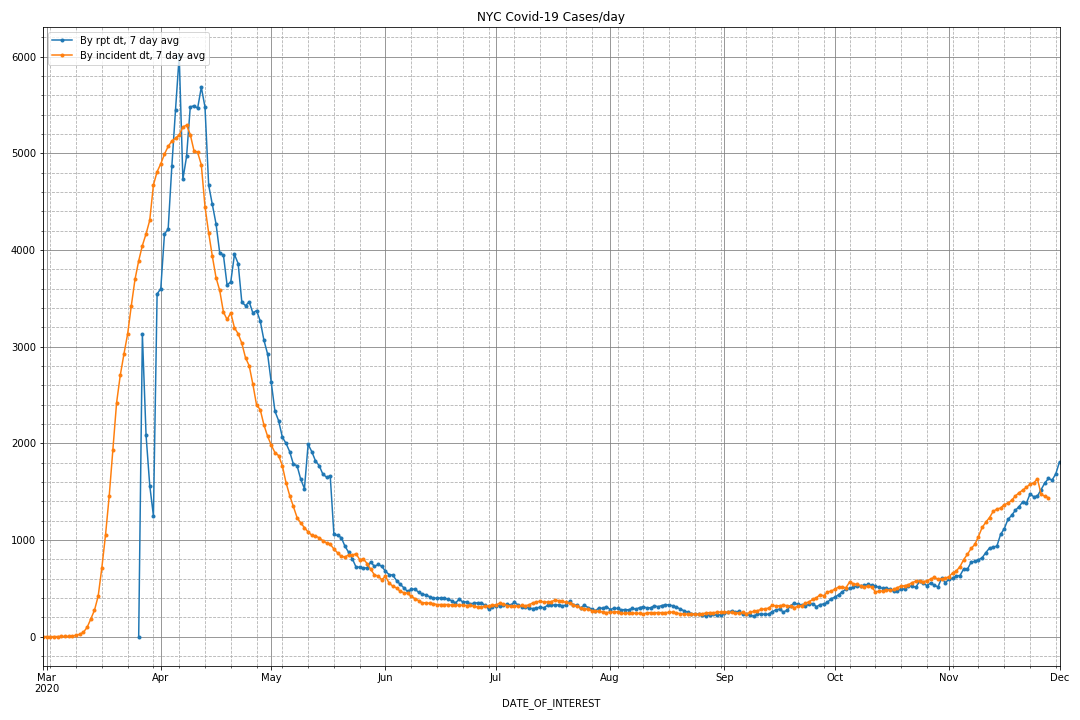 NYC Covid-19 Cases/day
By rpt dt, 7 day avg
By incident dt, 7 day avg
6000
5000
4000
3000
2000
1000
0
Mar Apr May Jun Jul Aug Sep Oct Nov Dec
2020
DATE_OF_INTEREST